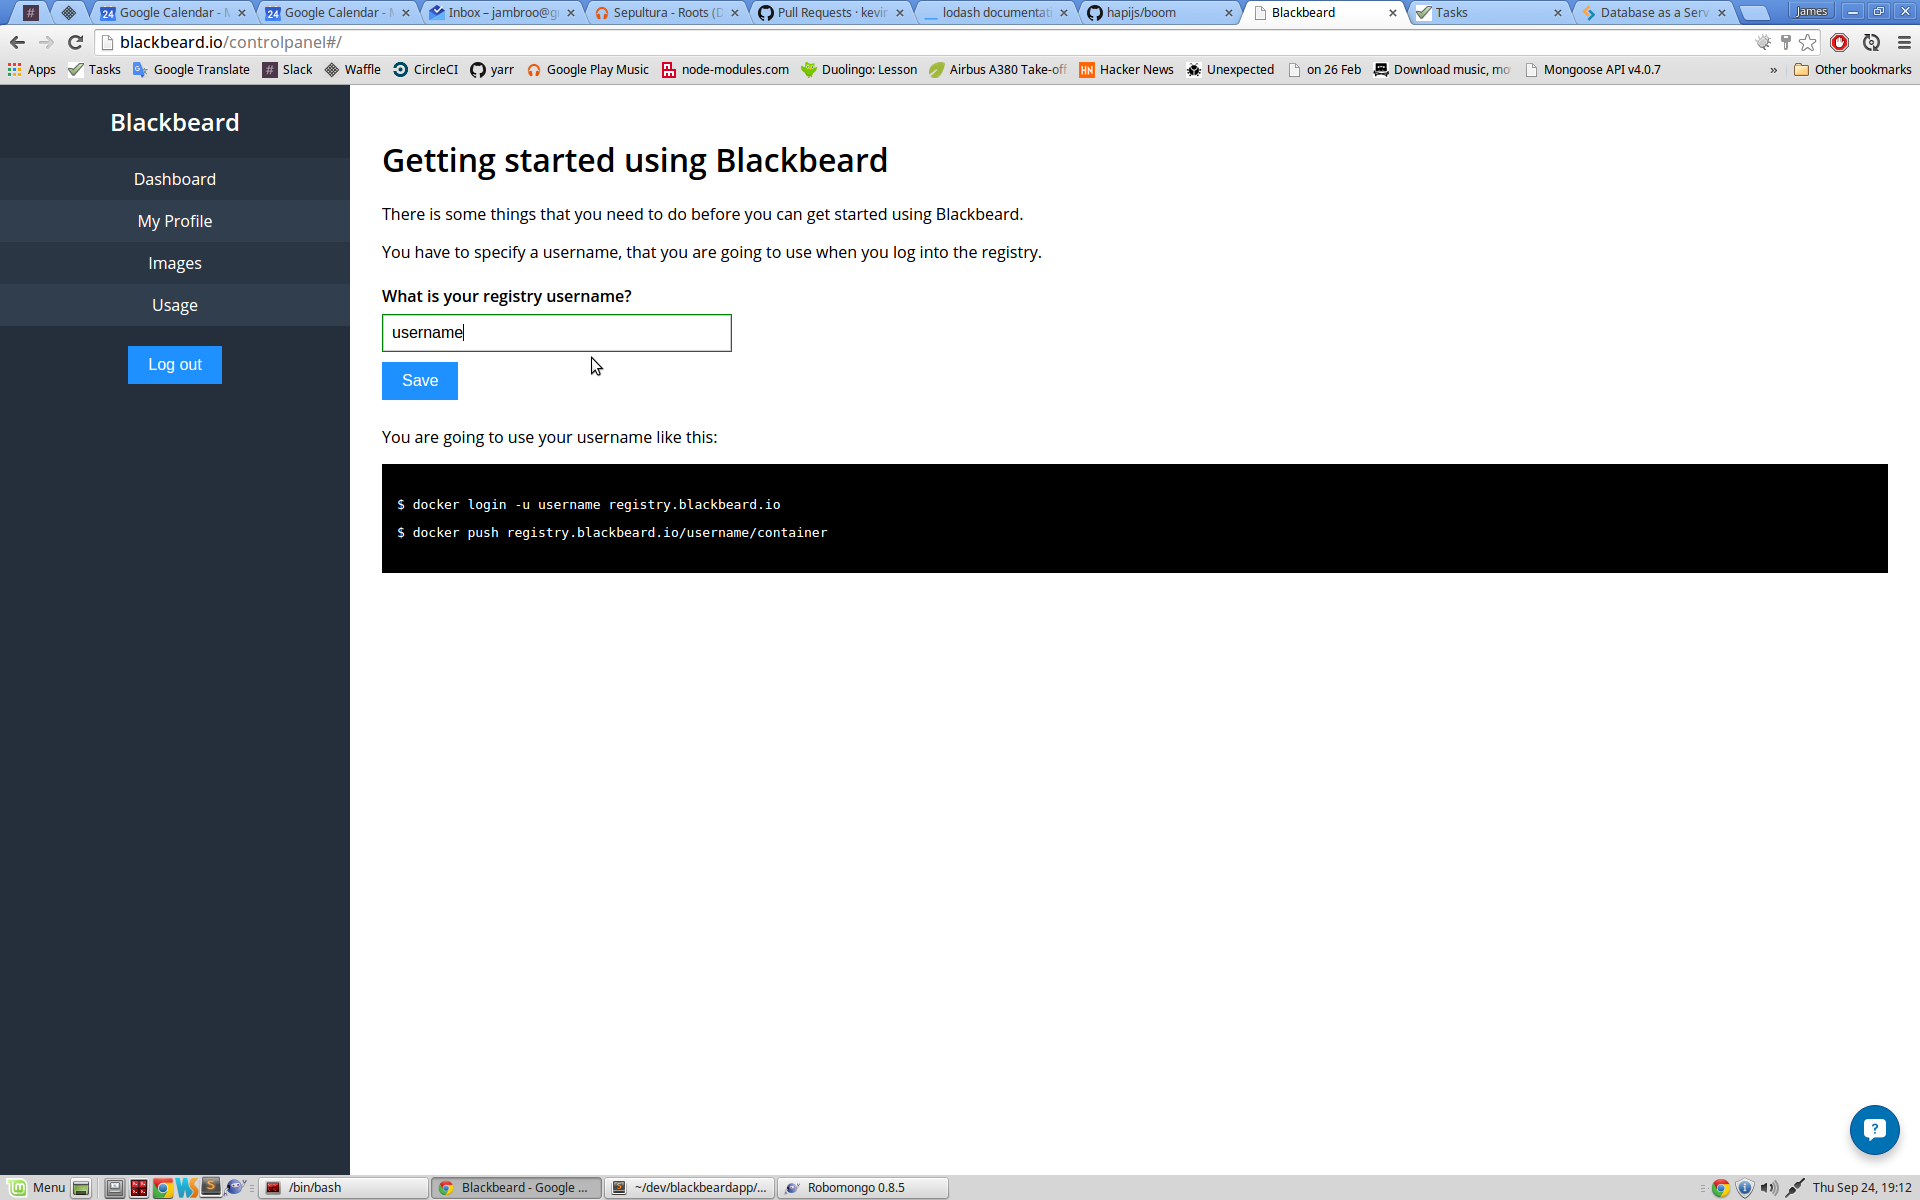 Google Calendar - M
Google Calendar - M
Inbox – jambroo@g
Sepultura - Roots (D
Pull Requests · kevin
lodash documentati
hapijs/boom
Blackbeard
Tasks
Database as a Serv
James
blackbeard.io/controlpanel#/
Apps
Tasks
Google Translate
Slack
Waffle
CircleCI
yarr
Google Play Music
node-modules.com
Duolingo: Lesson
Airbus A380 Take-off
Hacker News
Unexpected
on 26 Feb
Download music, mo
Mongoose API v4.0.7
»
Other bookmarks
Blackbeard
Dashboard
My Profile
Images
Usage
Log out
Getting started using Blackbeard
There is some things that you need to do before you can get started using Blackbeard.
You have to specify a username, that you are going to use when you log into the registry.
What is your registry username?
username
Save
You are going to use your username like this:
$ docker login -u username registry.blackbeard.io
$ docker push registry.blackbeard.io/username/container
Menu
/bin/bash
Blackbeard - Google ...
~/dev/blackbeardapp/...
Robomongo 0.8.5
Thu Sep 24, 19:12